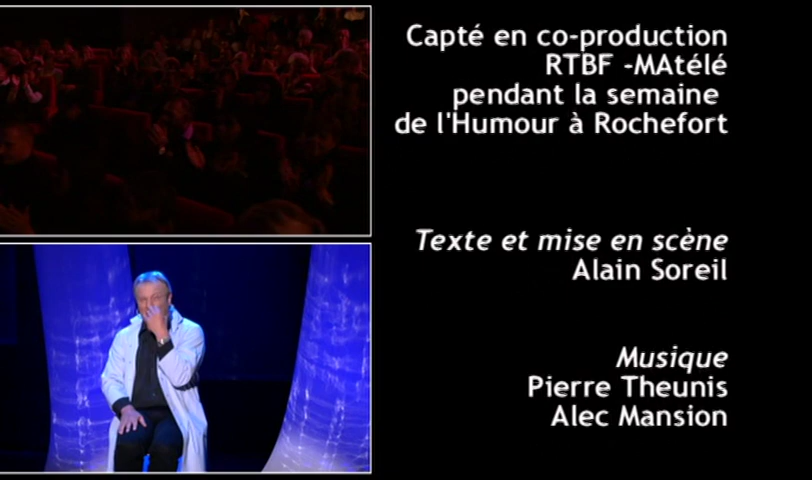 Capté en co-production
RTBF -MAtélé
pendant la semaine
de l'Humour à Rochefort
Texte et mise en scène
Alain Soreil
Musique
Pierre Theunis
Alec Mansion